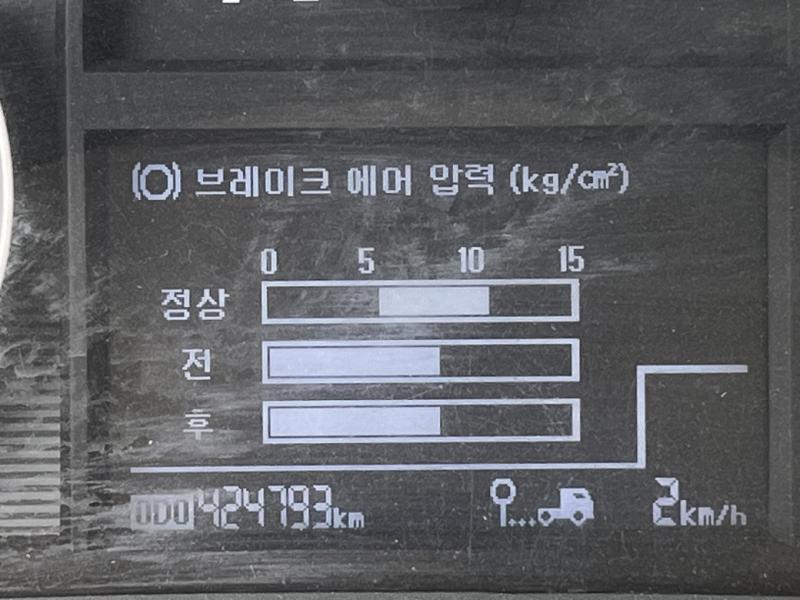 브레이크 에어 압력 (kg/cm²)
0 5 10 15
정상
전
후
ODO 424793km 2km/h